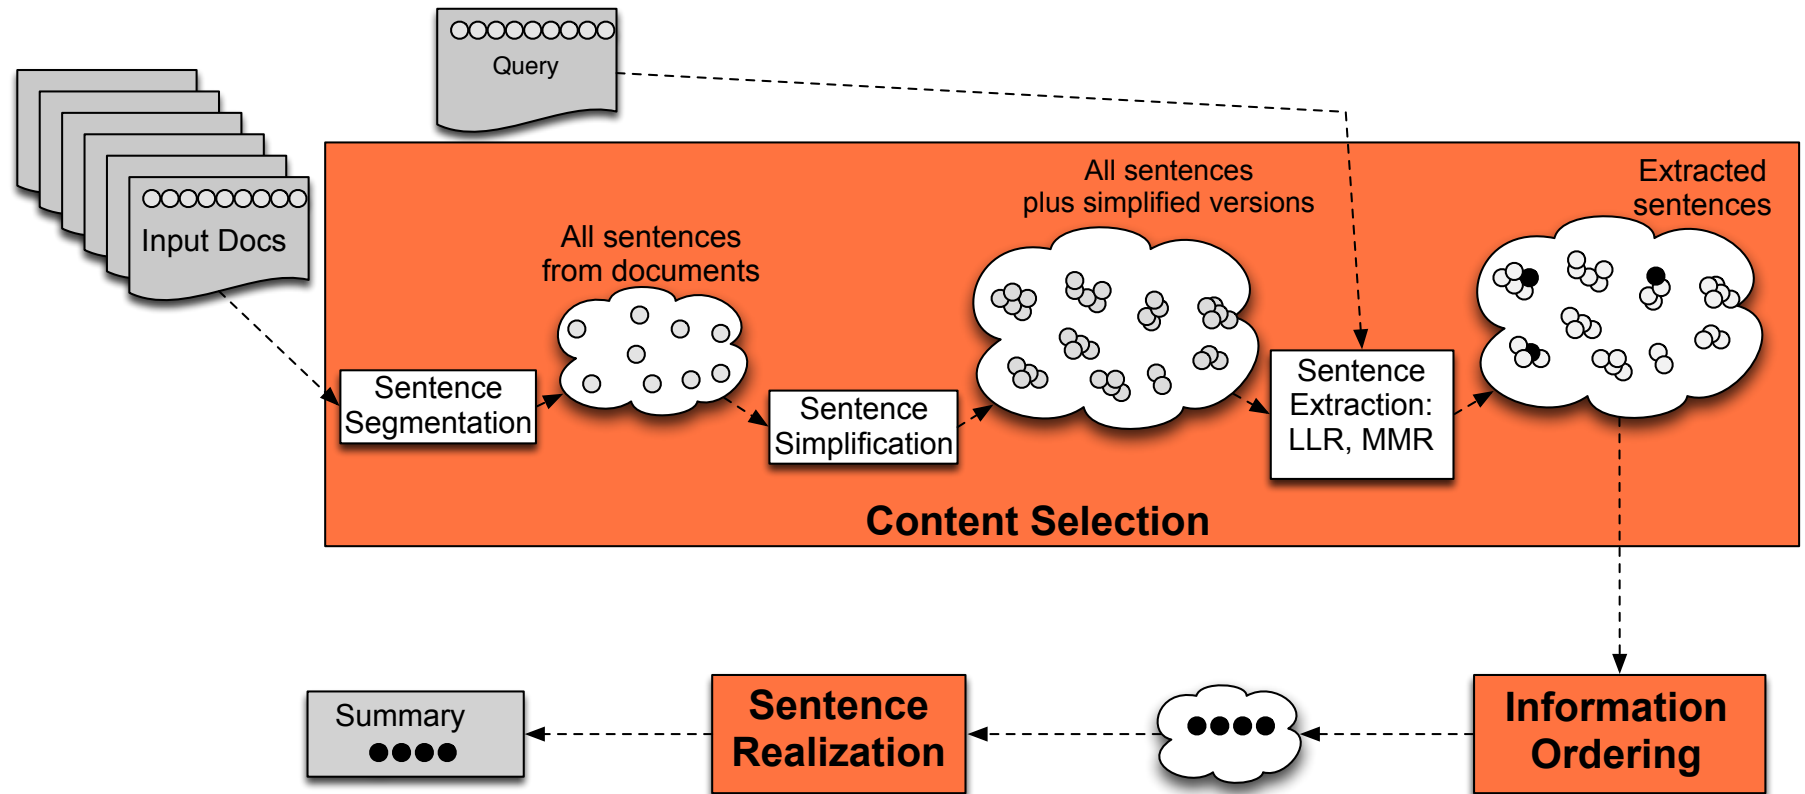 Query
Input Docs
All sentences
from documents
All sentences
plus simplified versions
Extracted
sentences
Sentence
Segmentation
Sentence
Simplification
Sentence
Extraction:
LLR, MMR
Content Selection
Summary
Sentence
Realization
Information
Ordering